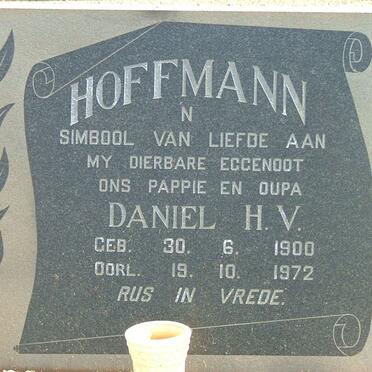 HOFFMANN
N
SIMBOOL VAN LIEFDE AAN
MY DIERBARE EGGENOOT
ONS PAPPIE EN OUPA
DANIEL H.V.
GEB. 30. 6. 1900
OORL. 19. 10. 1972
RUS IN VREDE.